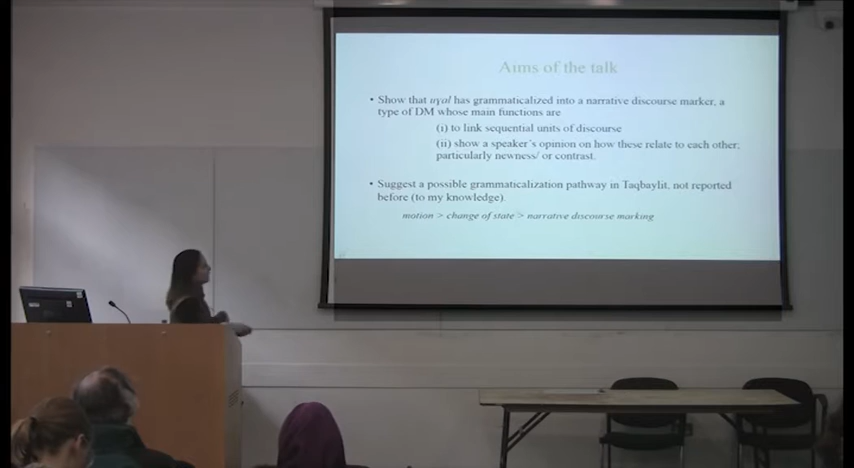 Aims of the talk
• Show that uɣal has grammaticalized into a narrative discourse marker, a
type of DM whose main functions are
(i) to link sequential units of discourse
(ii) show a speaker´s opinion on how these relate to each other;
particularly newness/ or contrast.
• Suggest a possible grammaticalization pathway in Taqbaylit, not reported
before (to my knowledge).
motion > change of state > narrative discourse marking